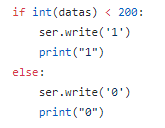 if int(datas) < 200:
    ser.write('1')
    print("1")
else:
    ser.write('0')
    print("0")